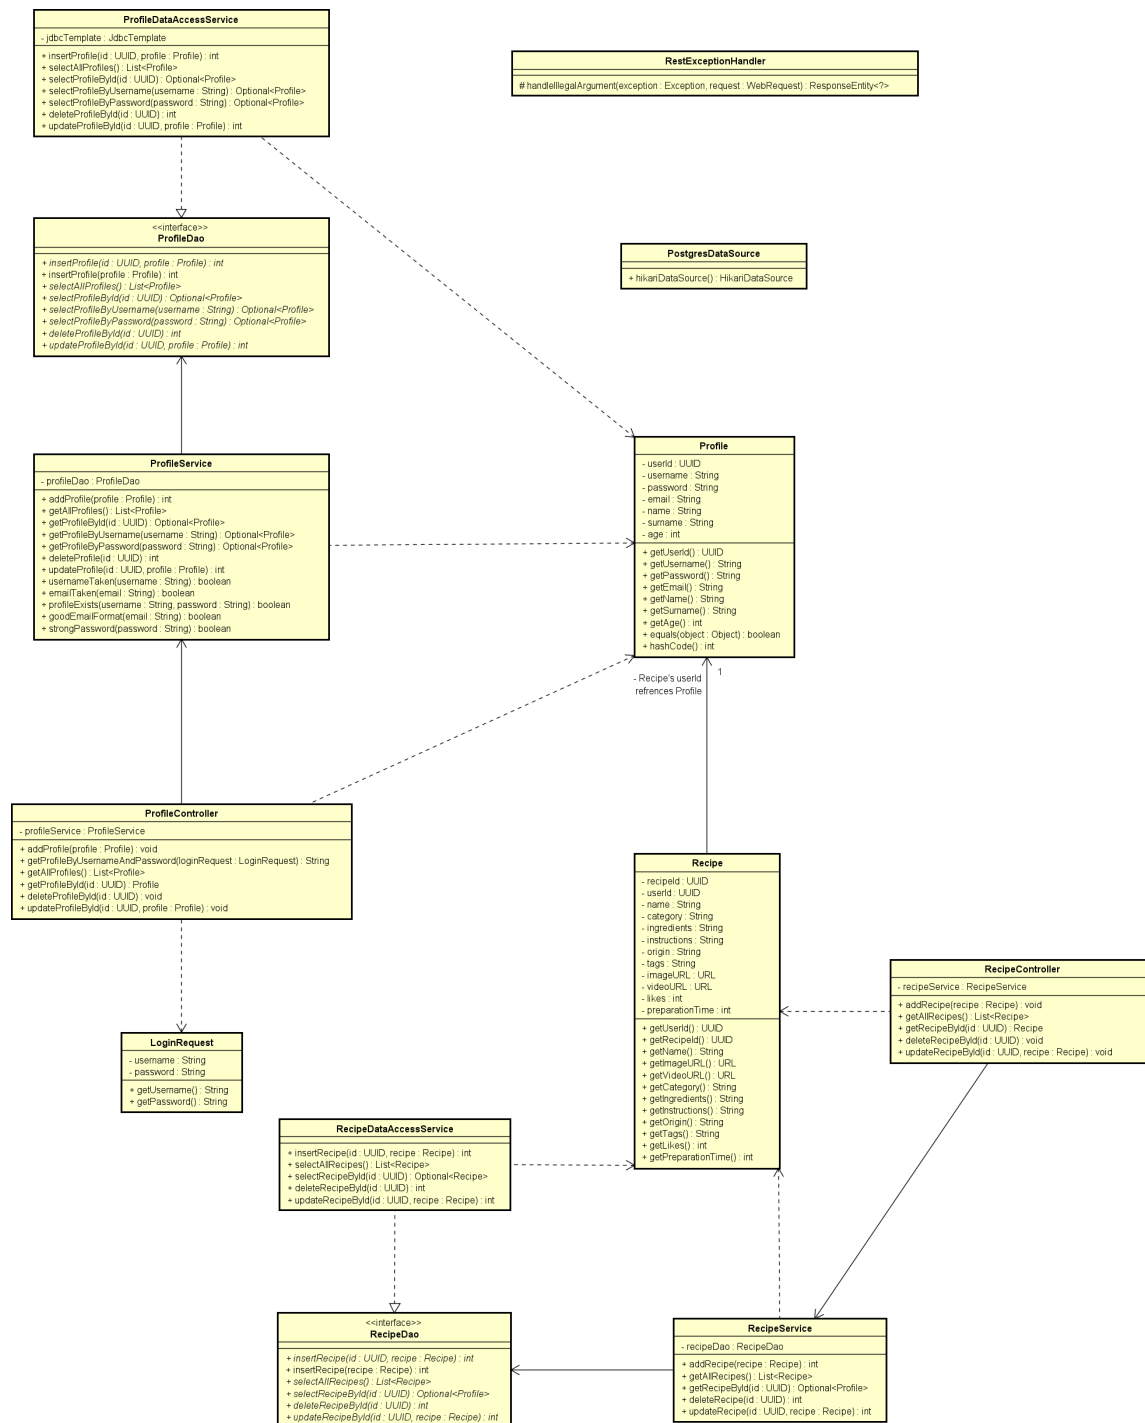 ProfileDataAccessService
- jdbcTemplate : JdbcTemplate
+ insertProfile(id : UUID, profile : Profile) : int
+ selectAllProfiles() : List<Profile>
+ selectProfileById(id : UUID) : Optional<Profile>
+ selectProfileByUsername(username : String) : Optional<Profile>
+ selectProfileByPassword(password : String) : Optional<Profile>
+ deleteProfileById(id : UUID) : int
+ updateProfileById(id : UUID, profile : Profile) : int
RestExceptionHandler
# handleIllegalArgument(exception : Exception, request : WebRequest) : ResponseEntity<?>
<<interface>>
ProfileDao
+ insertProfile(id : UUID, profile : Profile) : int
+ insertProfile(profile : Profile) : int
+ selectAllProfiles() : List<Profile>
+ selectProfileById(id : UUID) : Optional<Profile>
+ selectProfileByUsername(username : String) : Optional<Profile>
+ selectProfileByPassword(password : String) : Optional<Profile>
+ deleteProfileById(id : UUID) : int
+ updateProfileById(id : UUID, profile : Profile) : int
PostgresDataSource
+ hikariDataSource() : HikariDataSource
Profile
- userId : UUID
- username : String
- password : String
- email : String
- name : String
- surname : String
- age : int
+ getUserId() : UUID
+ getUsername() : String
+ getPassword() : String
+ getEmail() : String
+ getName() : String
+ getSurname() : String
+ getAge() : int
+ equals(object : Object) : boolean
+ hashCode() : int
ProfileService
- profileDao : ProfileDao
+ addProfile(profile : Profile) : int
+ getAllProfiles() : List<Profile>
+ getProfileById(id : UUID) : Optional<Profile>
+ getProfileByUsername(username : String) : Optional<Profile>
+ getProfileByPassword(password : String) : Optional<Profile>
+ deleteProfile(id : UUID) : int
+ updateProfile(id : UUID, profile : Profile) : int
+ usernameTaken(username : String) : boolean
+ emailTaken(email : String) : boolean
+ profileExists(username : String, password : String) : boolean
+ goodEmailFormat(email : String) : boolean
+ strongPassword(password : String) : boolean
1
- Recipe's userId
refrences Profile
ProfileController
- profileService : ProfileService
+ addProfile(profile : Profile) : void
+ getProfileByUsernameAndPassword(loginRequest : LoginRequest) : String
+ getAllProfiles() : List<Profile>
+ getProfileById(id : UUID) : Profile
+ deleteProfileById(id : UUID) : void
+ updateProfileById(id : UUID, profile : Profile) : void
Recipe
- recipeId : UUID
- userId : UUID
- name : String
- category : String
- ingredients : String
- instructions : String
- origin : String
- tags : String
- imageURL : URL
- videoURL : URL
- likes : int
- preparationTime : int
+ getUserId() : UUID
+ getRecipeId() : UUID
+ getName() : String
+ getImageURL() : URL
+ getVideoURL() : URL
+ getCategory() : String
+ getIngredients() : String
+ getInstructions() : String
+ getOrigin() : String
+ getTags() : String
+ getLikes() : int
+ getPreparationTime() : int
RecipeController
- recipeService : RecipeService
+ addRecipe(recipe : Recipe) : void
+ getAllRecipes() : List<Recipe>
+ getRecipeById(id : UUID) : Recipe
+ deleteRecipeById(id : UUID) : void
+ updateRecipeById(id : UUID, recipe : Recipe) : void
LoginRequest
- username : String
- password : String
+ getUsername() : String
+ getPassword() : String
RecipeDataAccessService
+ insertRecipe(id : UUID, recipe : Recipe) : int
+ selectAllRecipes() : List<Recipe>
+ selectRecipeById(id : UUID) : Optional<Recipe>
+ deleteRecipeById(id : UUID) : int
+ updateRecipeById(id : UUID, recipe : Recipe) : int
<<interface>>
RecipeDao
+ insertRecipe(id : UUID, recipe : Recipe) : int
+ insertRecipe(recipe : Recipe) : int
+ selectAllRecipes() : List<Recipe>
+ selectRecipeById(id : UUID) : Optional<Profile>
+ deleteRecipeById(id : UUID) : int
+ updateRecipeById(id : UUID, recipe : Recipe) : int
RecipeService
- recipeDao : RecipeDao
+ addRecipe(recipe : Recipe) : int
+ getAllRecipes() : List<Recipe>
+ getRecipeById(id : UUID) : Optional<Profile>
+ deleteRecipe(id : UUID) : int
+ updateRecipe(id : UUID, recipe : Recipe) : int